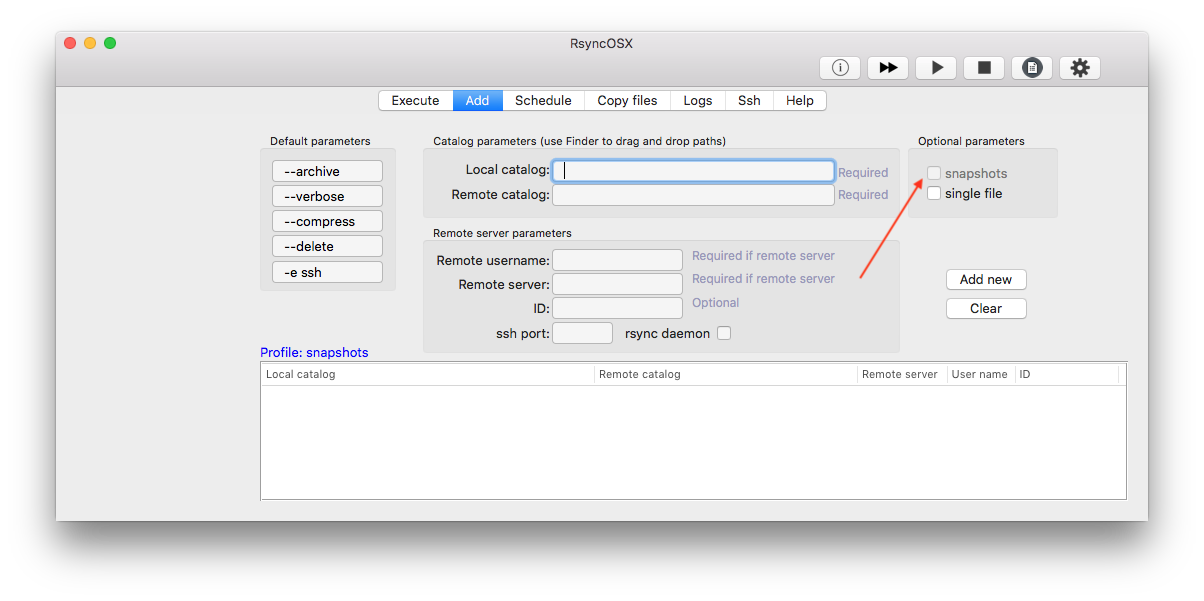 RsyncOSX
Execute Add Schedule Copy files Logs Ssh Help
Default parameters
--archive
--verbose
--compress
--delete
-e ssh
Catalog parameters (use Finder to drag and drop paths)
Local catalog: Required
Remote catalog: Required
Optional parameters
snapshots
single file
Remote server parameters
Remote username: Required if remote server
Remote server: Required if remote server
ID: Optional
ssh port: rsync daemon
Add new
Clear
Profile: snapshots
Local catalog Remote catalog Remote server User name ID